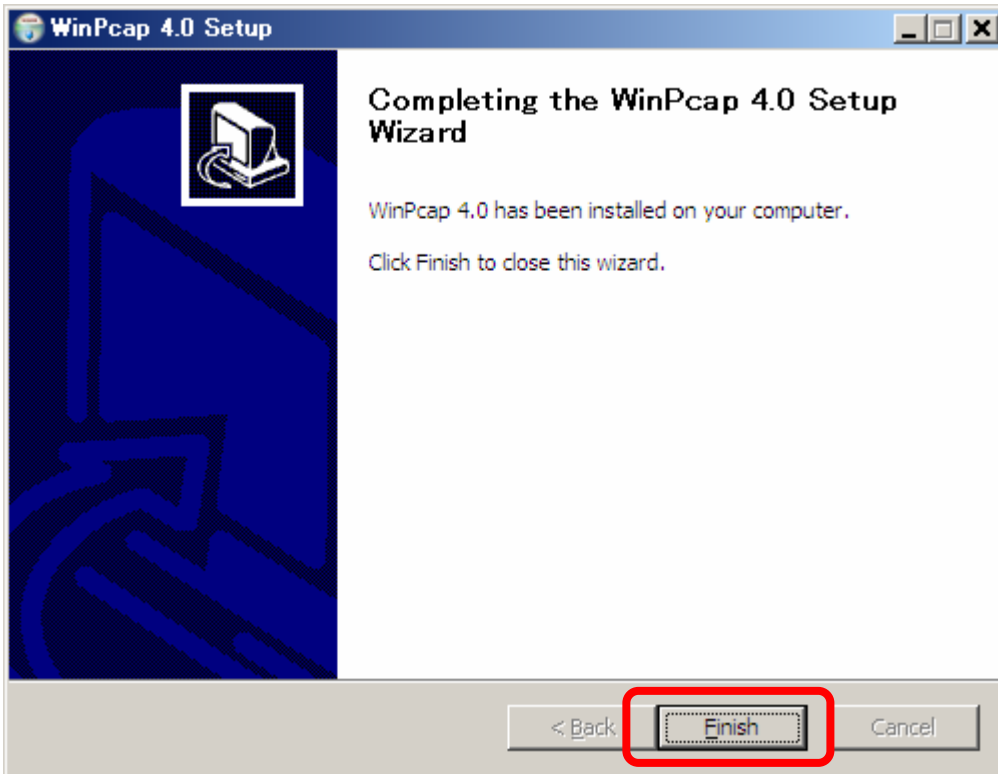 WinPcap 4.0 Setup
Completing the WinPcap 4.0 Setup
Wizard
WinPcap 4.0 has been installed on your computer.
Click Finish to close this wizard.
< Back
Finish
Cancel